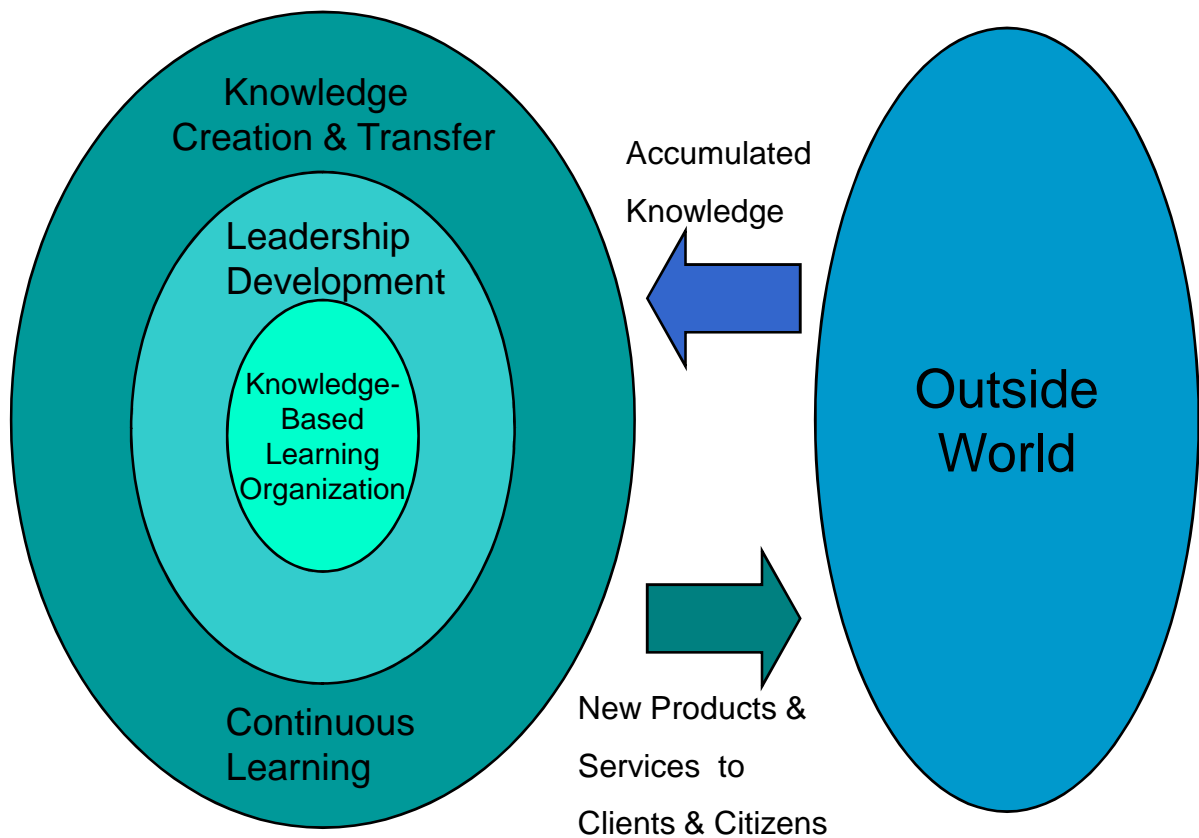 Knowledge
Creation & Transfer
Leadership
Development
Knowledge-
Based
Learning
Organization
Continuous
Learning
Accumulated
Knowledge
New Products &
Services to
Clients & Citizens
Outside
World